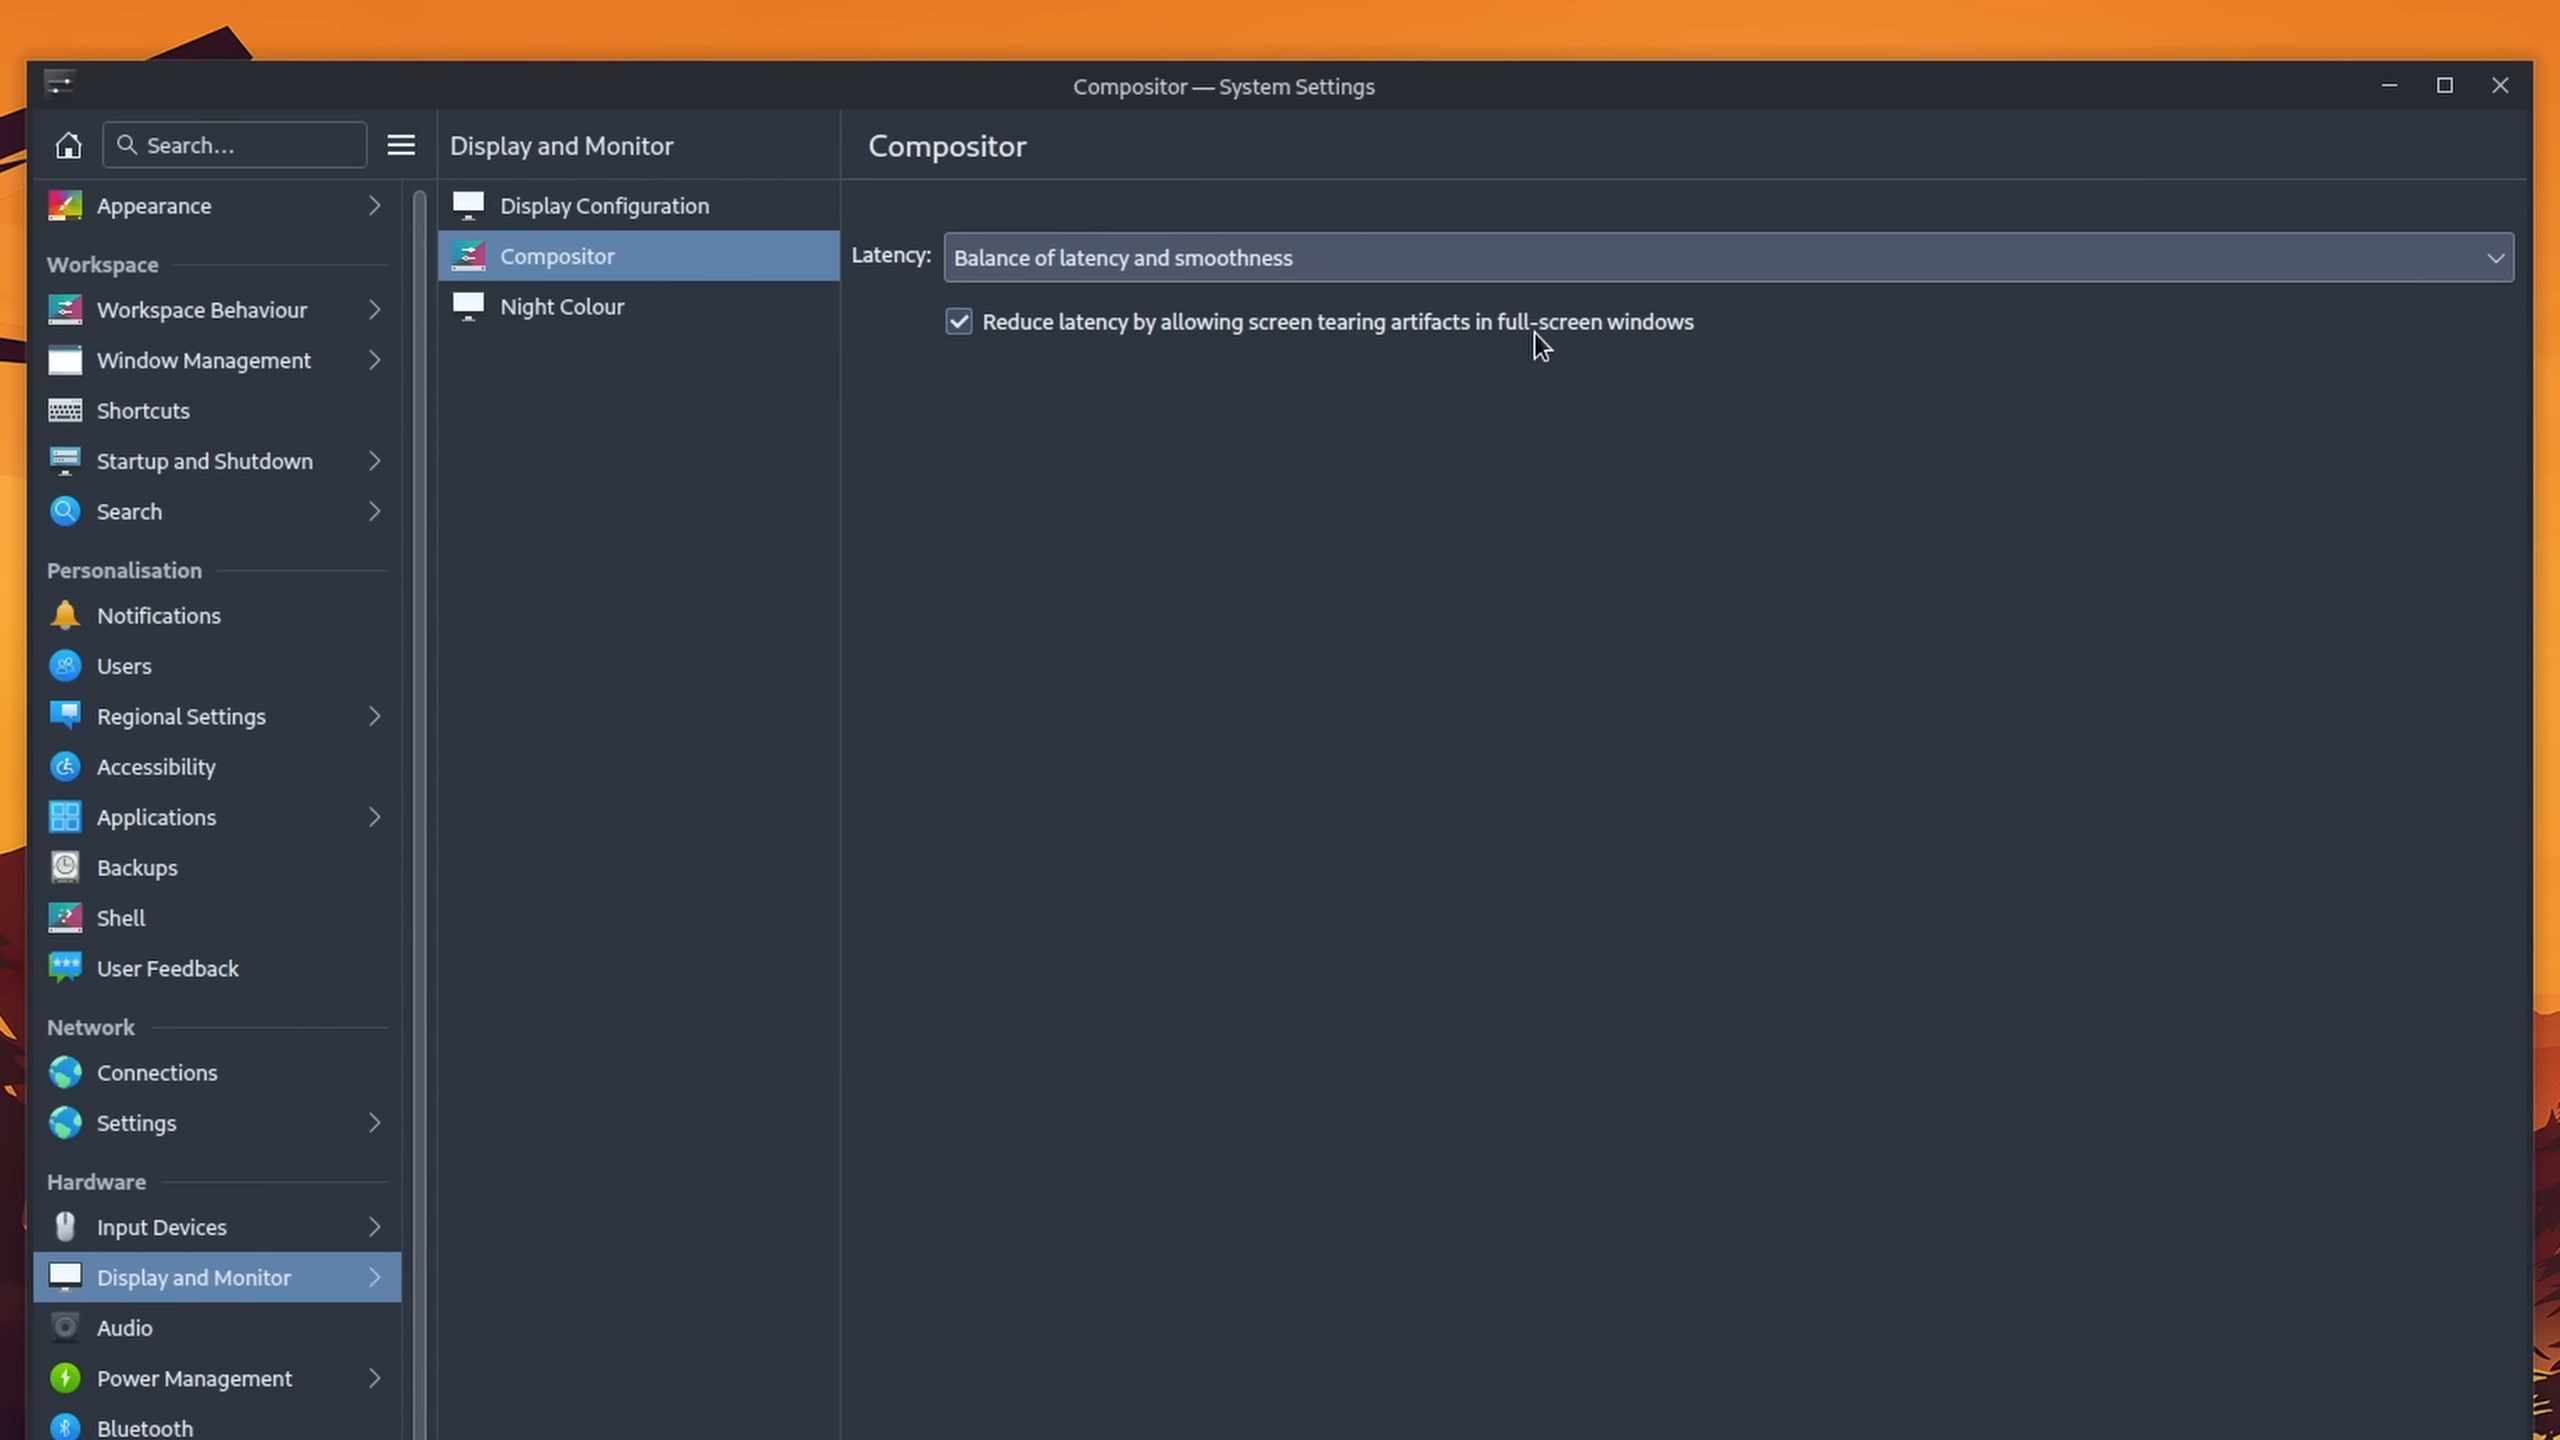 Compositor — System Settings
Search...
Display and Monitor
Compositor
Appearance
Workspace
Workspace Behaviour
Window Management
Shortcuts
Startup and Shutdown
Search
Personalisation
Notifications
Users
Regional Settings
Accessibility
Applications
Backups
Shell
User Feedback
Network
Connections
Settings
Hardware
Input Devices
Display and Monitor
Audio
Power Management
Bluetooth
Display Configuration
Compositor
Night Colour
Latency: Balance of latency and smoothness
Reduce latency by allowing screen tearing artifacts in full-screen windows